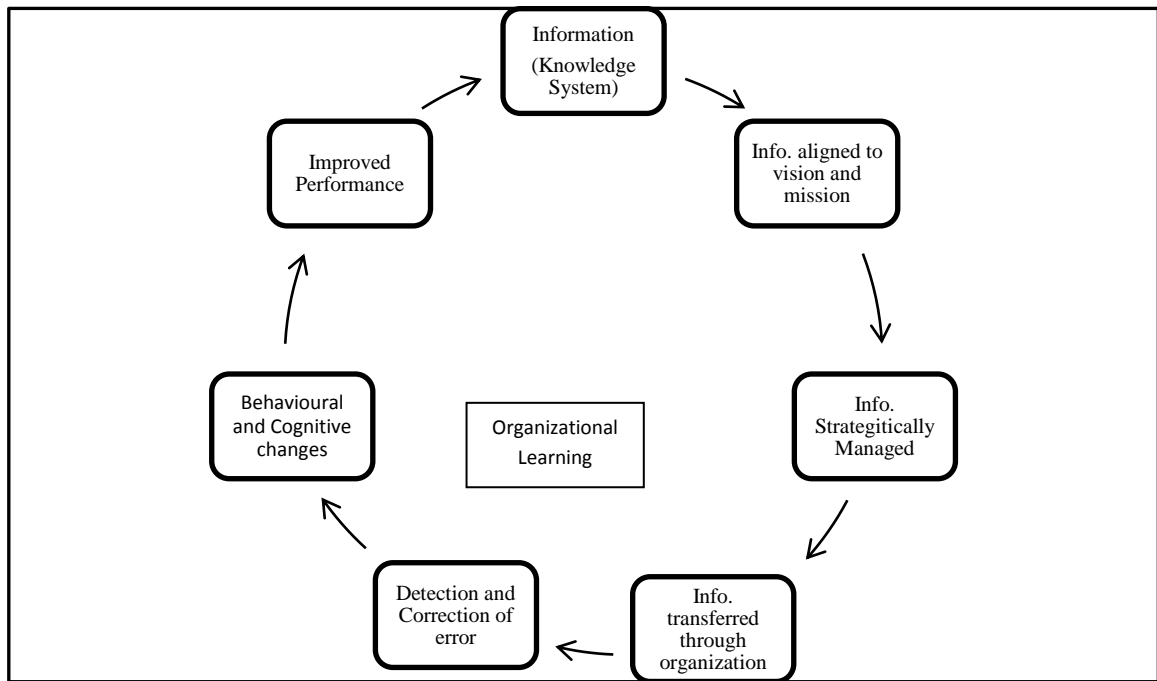 Information
(Knowledge
System)
Info. aligned to
vision and
mission
Info.
Strategitically
Managed
Info.
transferred
through
organization
Detection and
Correction of
error
Behavioural
and Cognitive
changes
Improved
Performance
Organizational
Learning